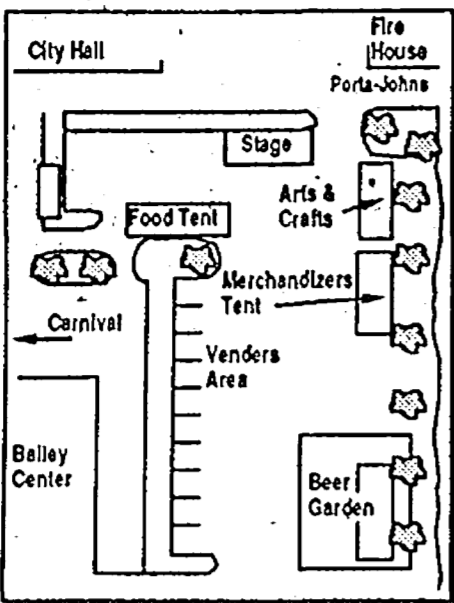 City Hall
Fire
House
Porta-Johns
Stage
Arts &
Crafts
Food Tent
Merchandizers
Tent
Carnival
Venders
Area
Bailey
Center
Beer
Garden